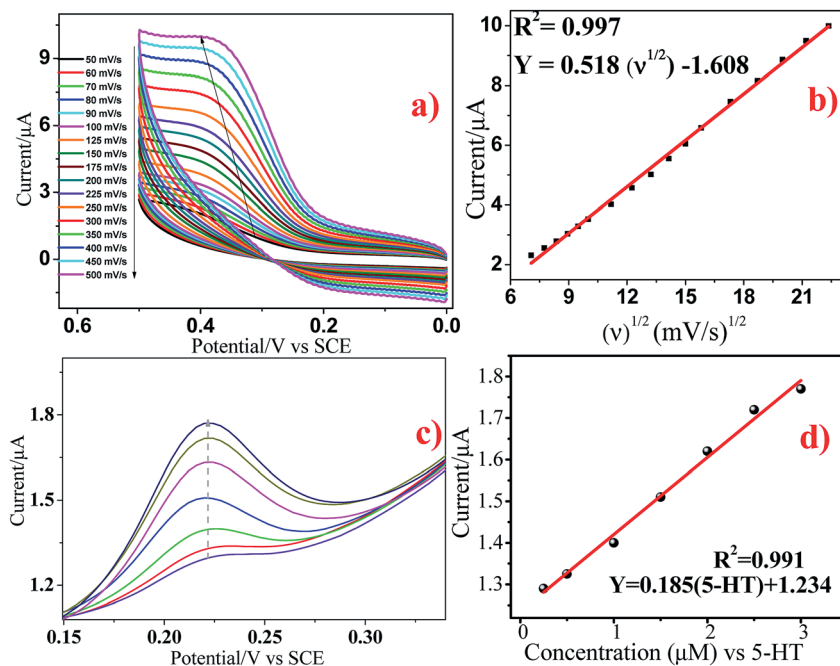 a)
Current/μA
9
6
3
0
50 mV/s
60 mV/s
70 mV/s
80 mV/s
90 mV/s
100 mV/s
125 mV/s
150 mV/s
175 mV/s
200 mV/s
225 mV/s
250 mV/s
300 mV/s
350 mV/s
400 mV/s
450 mV/s
500 mV/s
0.6 0.4 0.2 0.0
Potential/V vs SCE
b)
R²=0.997
Y = 0.518 (ν^1/2) -1.608
Current/μA
10
8
6
4
2
6 9 12 15 18 21
(ν)^1/2 (mV/s)^1/2
c)
Current/μA
1.8
1.5
1.2
0.15 0.20 0.25 0.30
Potential/V vs SCE
d)
Current/μA
1.8
1.7
1.6
1.5
1.4
1.3
R²=0.991
Y=0.185(5-HT)+1.234
0 1 2 3
Concentration (μM) vs 5-HT